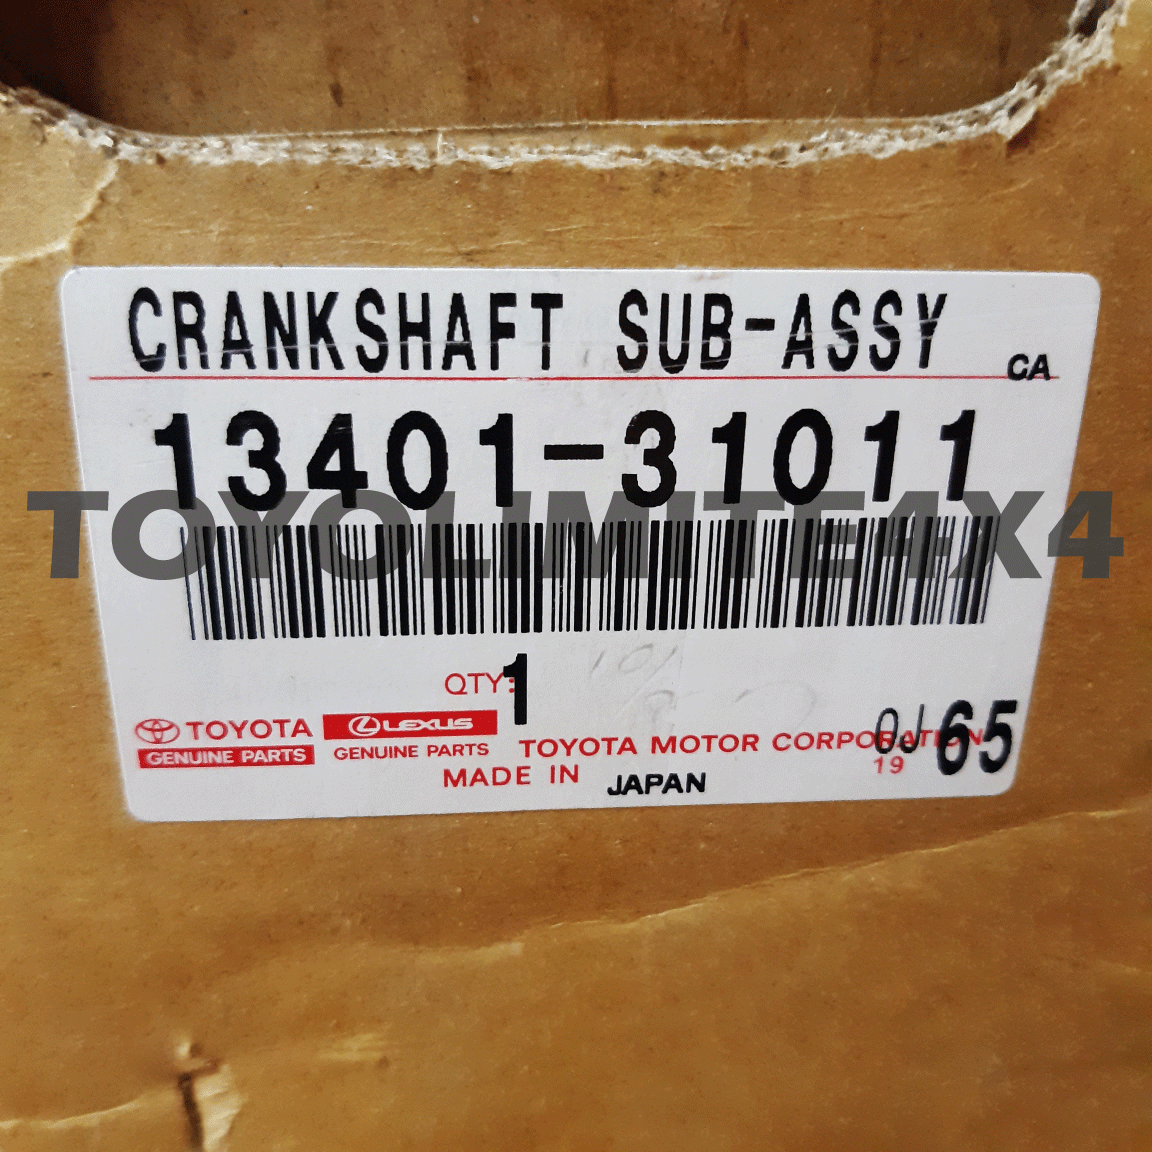 CRANKSHAFT SUB-ASSY
CA
13401-31011
TOYOLIMITE4X4
QTY: 1
TOYOTA LEXUS
GENUINE PARTS GENUINE PARTS TOYOTA MOTOR CORPORATION
0J 65
19
MADE IN JAPAN